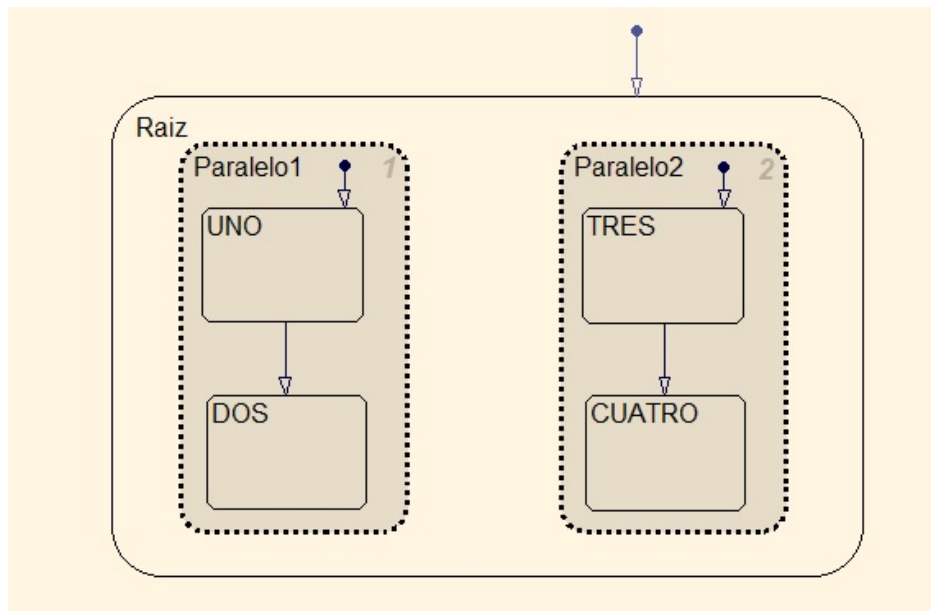 Raiz
Paralelo1 1
UNO
DOS
Paralelo2 2
TRES
CUATRO